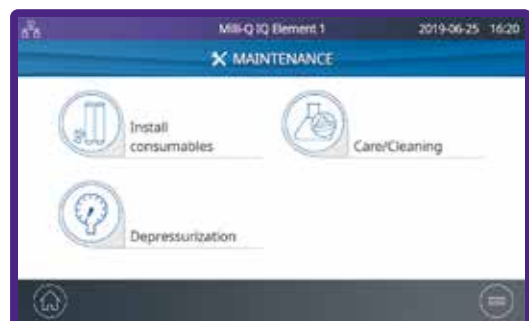 Milli-Q IQ Element 1 2019-06-25 16:20
MAINTENANCE
Install
consumables
Care/Cleaning
Depressurization